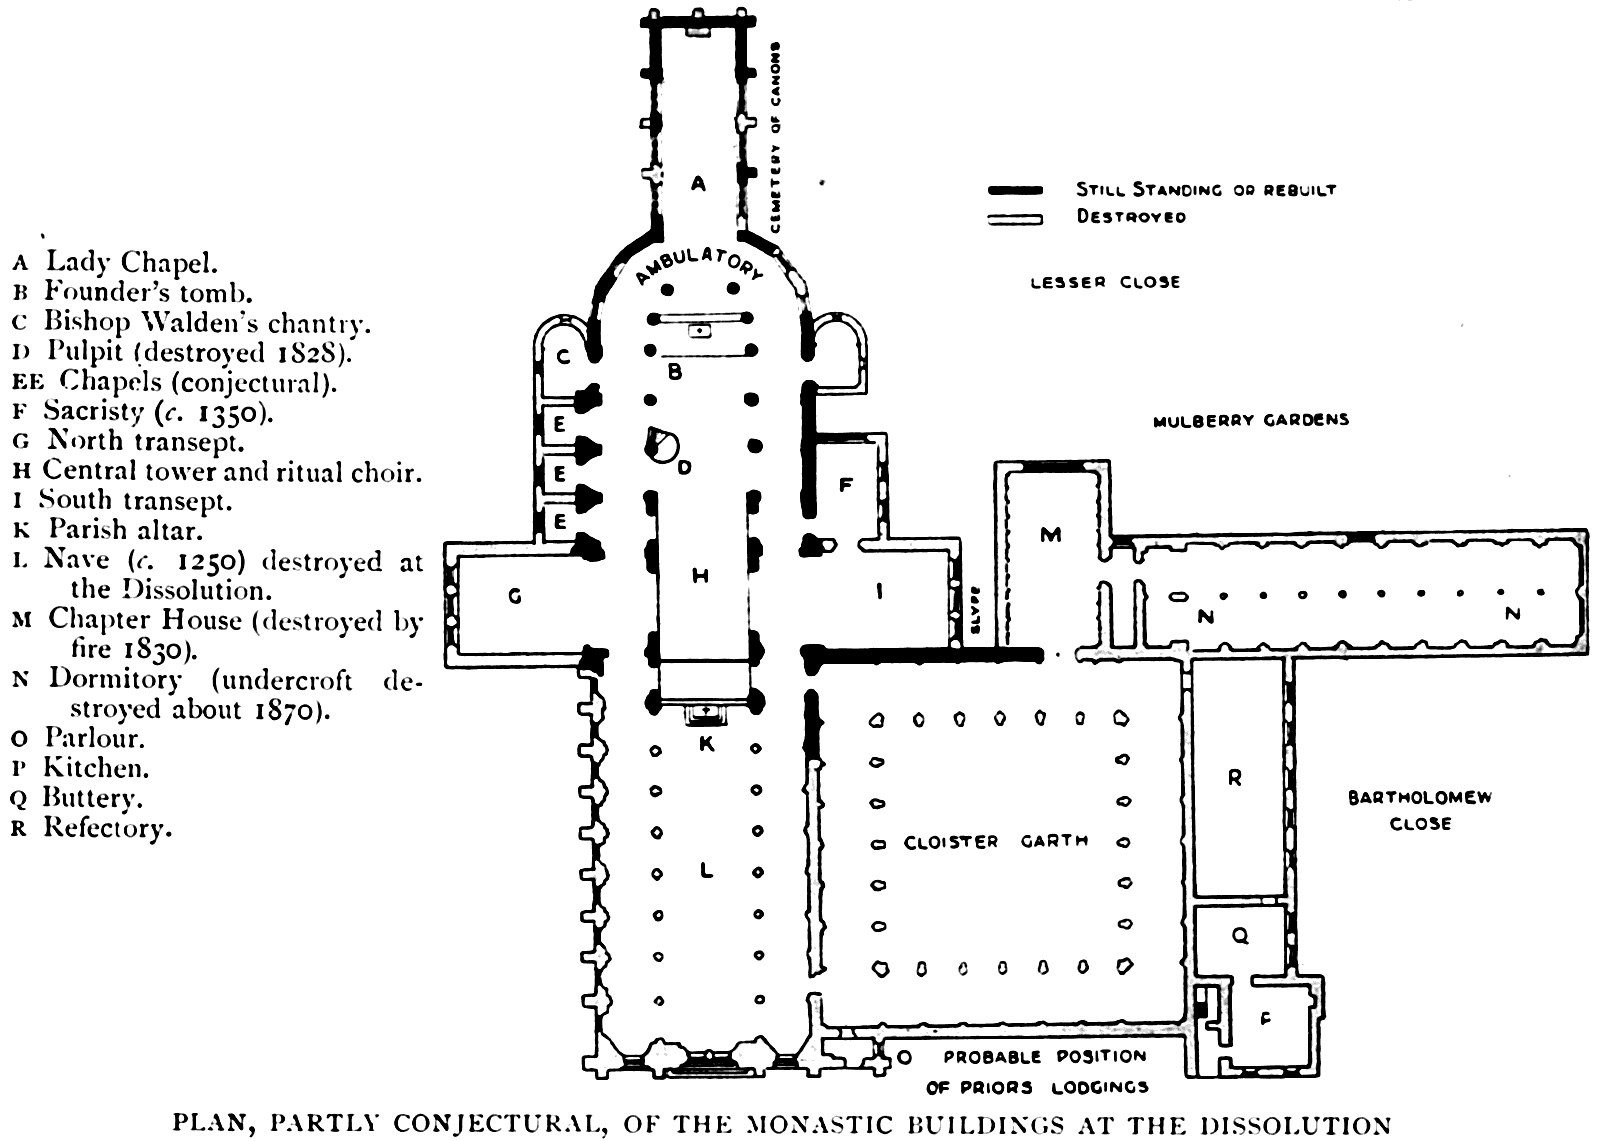 CEMETERY OF CANONS
A
STILL STANDING OR REBUILT
DESTROYED
AMBULATORY
LESSER CLOSE
A Lady Chapel.
B Founder's tomb.
C Bishop Walden's chantry.
D Pulpit (destroyed 1828).
EE Chapels (conjectural).
F Sacristy (c. 1350).
G North transept.
H Central tower and ritual choir.
I South transept.
K Parish altar.
L Nave (c. 1250) destroyed at
the Dissolution.
M Chapter House (destroyed by
fire 1830).
N Dormitory (undercroft de-
stroyed about 1870).
O Parlour.
P Kitchen.
Q Buttery.
R Refectory.
C
B
E
D
E
E
F
MULBERRY GARDENS
M
G
H
I
SLYPE
N
N
K
L
CLOISTER GARTH
R
BARTHOLOMEW
CLOSE
Q
P
O PROBABLE POSITION
OF PRIORS LODGINGS
PLAN, PARTLY CONJECTURAL, OF THE MONASTIC BUILDINGS AT THE DISSOLUTION